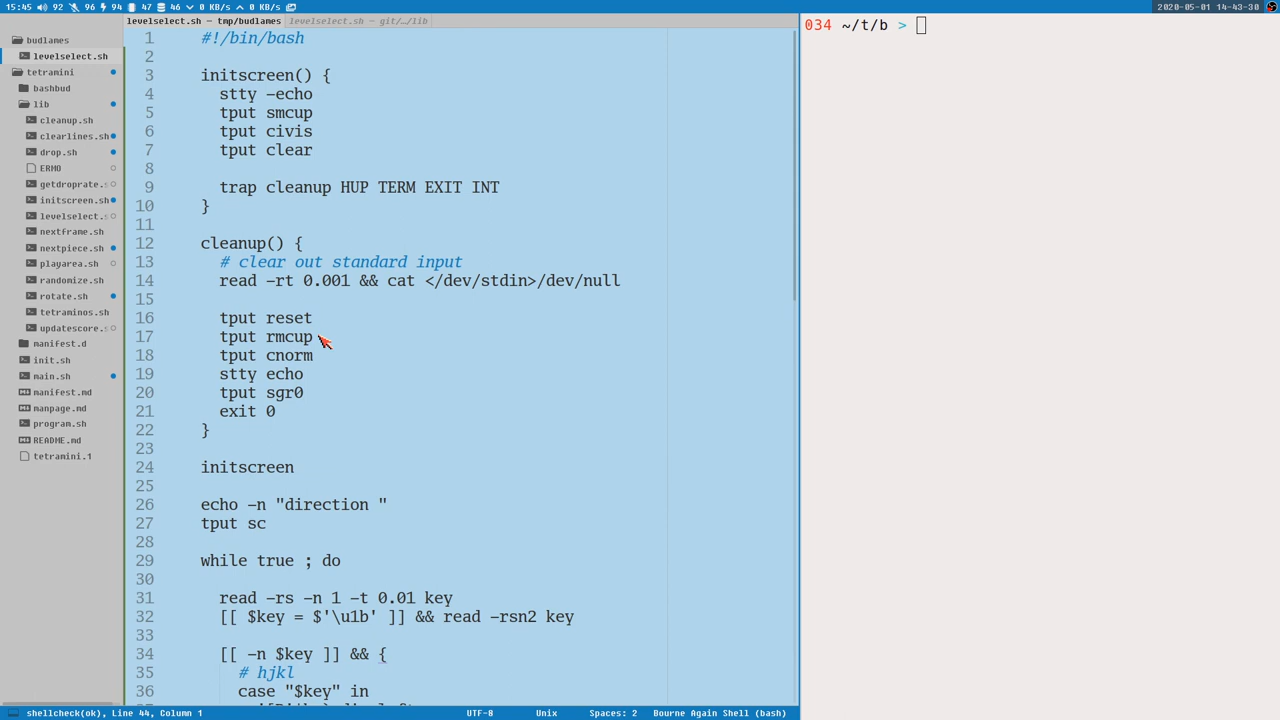 15:45 92 96 94 47 46 0 KB/s 0 KB/s
2020-05-01 14-43-30
levelselect.sh — tmp/budlames levelselect.sh — git/…/lib
budlames
levelselect.sh
tetramini
bashbud
lib
cleanup.sh
clearlines.sh
drop.sh
ERMO
getdroprate.s
initscreen.sh
levelselect.s
nextframe.sh
nextpiece.sh
playarea.sh
randomize.sh
rotate.sh
tetraminos.sh
updatescore.s
manifest.d
init.sh
main.sh
manifest.md
manpage.md
program.sh
README.md
tetramini.1
1 #!/bin/bash
2
3 initscreen() {
4 stty -echo
5 tput smcup
6 tput civis
7 tput clear
8
9 trap cleanup HUP TERM EXIT INT
10 }
11
12 cleanup() {
13 # clear out standard input
14 read -rt 0.001 && cat </dev/stdin>/dev/null
15
16 tput reset
17 tput rmcup
18 tput cnorm
19 stty echo
20 tput sgr0
21 exit 0
22 }
23
24 initscreen
25
26 echo -n "direction "
27 tput sc
28
29 while true ; do
30
31 read -rs -n 1 -t 0.01 key
32 [[ $key = $'\u1b' ]] && read -rsn2 key
33
34 [[ -n $key ]] && {
35 # hjkl
36 case "$key" in
034 ~/t/b >
shellcheck(ok), Line 44, Column 1 UTF-8 Unix Spaces: 2 Bourne Again Shell (bash)